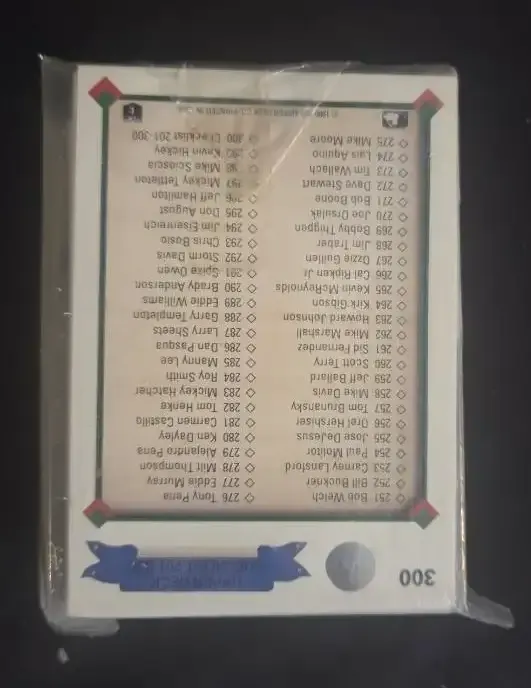 300
UPPER DECK
251 Bob Welch
252 Bill Buckner
253 Carney Lansford
254 Paul Molitor
255 Jose DeJesus
256 Orel Hershiser
257 Tom Brunansky
258 Mike Davis
259 Jeff Ballard
260 Scott Terry
261 Sid Fernandez
262 Mike Marshall
263 Howard Johnson
264 Kirk Gibson
265 Kevin McReynolds
266 Cal Ripken Jr.
267 Ozzie Guillen
268 Jim Traber
269 Bobby Thigpen
270 Joe Orsulak
271 Bob Boone
272 Dave Stewart
273 Tim Wallach
274 Luis Aquino
275 Mike Moore
276 Tony Pena
277 Eddie Murray
278 Milt Thompson
279 Alejandro Pena
280 Ken Dayley
281 Carmen Castillo
282 Tom Henke
283 Mickey Hatcher
284 Roy Smith
285 Manny Lee
286 Dan Pasqua
287 Larry Sheets
288 Garry Templeton
289 Eddie Williams
290 Brady Anderson
291 Spike Owen
292 Storm Davis
293 Chris Bosio
294 Jim Eisenreich
295 Don August
296 Jeff Hamilton
297 Mickey Tettleton
298 Mike Scioscia
299 Kevin Hickey
300 Checklist 201-300